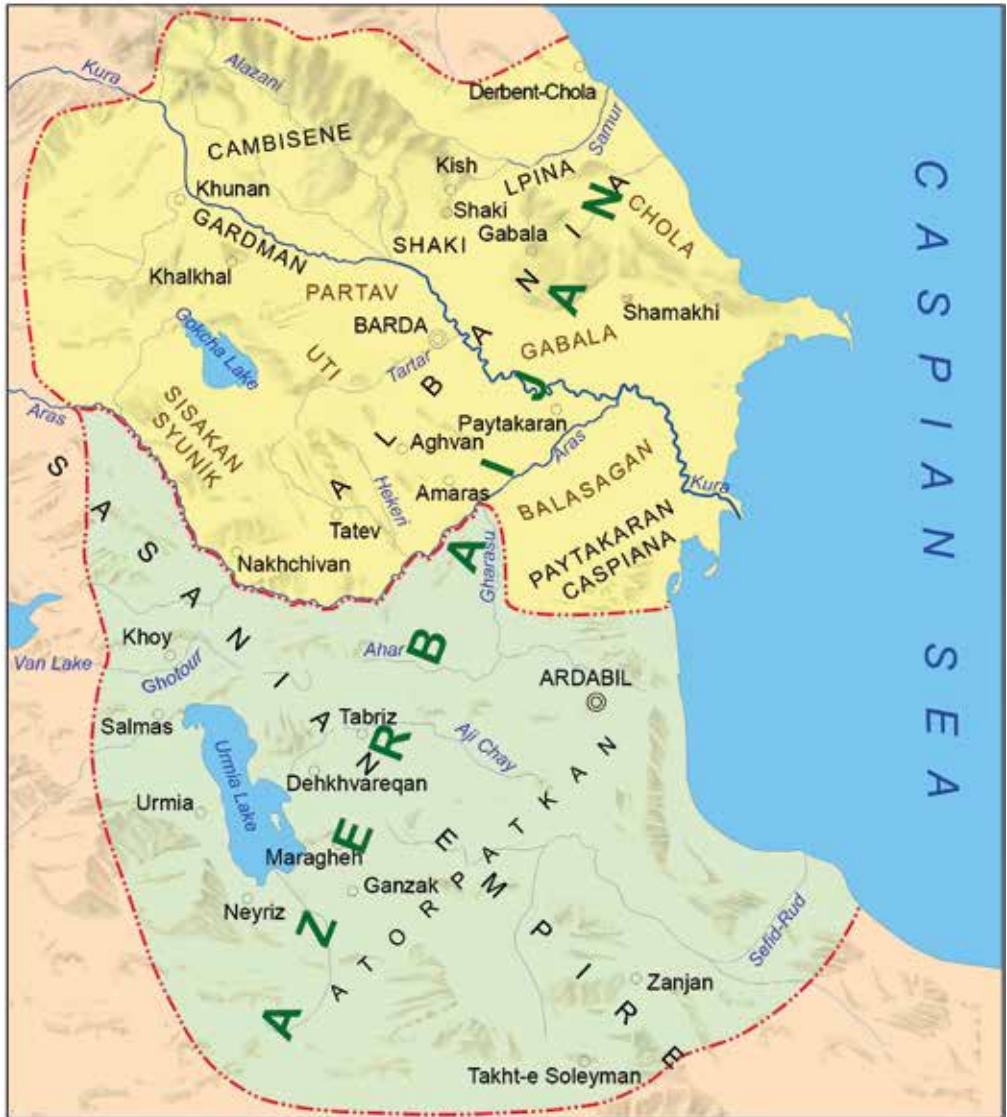 Kura
Alazani
Derbent-Chola
Samur
CAMBISENE
Kish
LPINA
Khunan
Shaki
CHOLA
GARDMAN
SHAKI
Gabala
Khalkhal
PARTAV
Shamakhi
BARDA
GABALA
Gokcha Lake
UTI
Tartar
Paytakaran
SISAKAN
SYUNIK
Aras
Aghvan
Aras
BALASAGAN
Kura
Amaras
Hekeri
PAYTAKARAN
CASPIANA
Tatev
Nakhchivan
Gharasu
ALBANIA
AZERBAIJAN
CASPIAN SEA
SASANIAN EMPIRE
Khoy
Ahar
Van Lake
Ghotour
ARDABIL
Salmas
Tabriz
Aji Chay
Urmia Lake
Dehkhvareqan
Urmia
Maragheh
Ganzak
Neyriz
ATORPATKAN
Sefid-Rud
Zanjan
Takht-e Soleyman